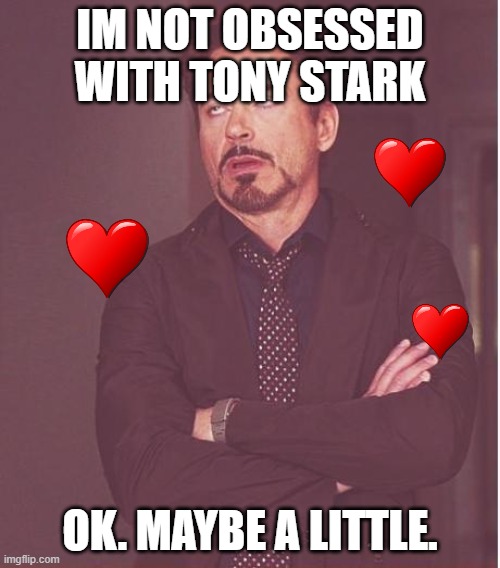 IM NOT OBSESSED
WITH TONY STARK
OK. MAYBE A LITTLE.
imgflip.com